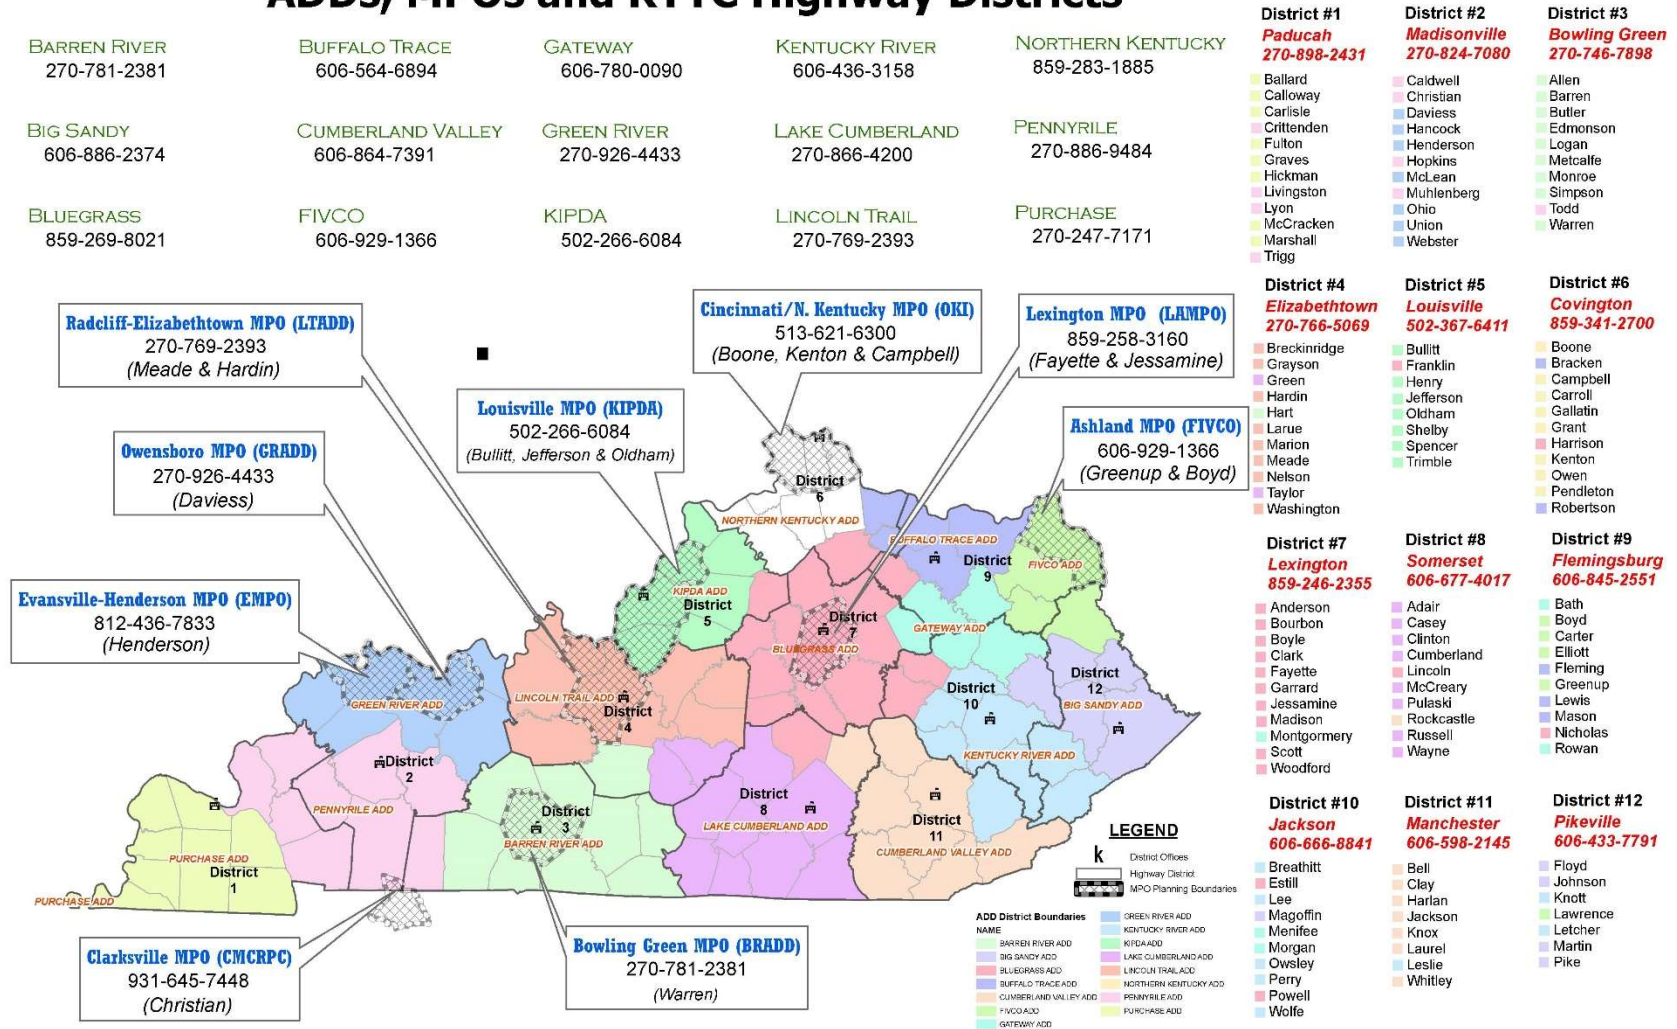 ADDs, MPOs and KYTC Highway Districts
BARREN RIVER
270-781-2381
BUFFALO TRACE
606-564-6894
GATEWAY
606-780-0090
KENTUCKY RIVER
606-436-3158
NORTHERN KENTUCKY
859-283-1885
BIG SANDY
606-886-2374
CUMBERLAND VALLEY
606-864-7391
GREEN RIVER
270-926-4433
LAKE CUMBERLAND
270-866-4200
PENNYRILE
270-886-9484
BLUEGRASS
859-269-8021
FIVCO
606-929-1366
KIPDA
502-266-6084
LINCOLN TRAIL
270-769-2393
PURCHASE
270-247-7171
District #1
Paducah
270-898-2431
Ballard
Calloway
Carlisle
Crittenden
Fulton
Graves
Hickman
Livingston
Lyon
McCracken
Marshall
Trigg
District #2
Madisonville
270-824-7080
Caldwell
Christian
Daviess
Hancock
Henderson
Hopkins
McLean
Muhlenberg
Ohio
Union
Webster
District #3
Bowling Green
270-746-7898
Allen
Barren
Butler
Edmonson
Logan
Metcalfe
Monroe
Simpson
Todd
Warren
District #4
Elizabethtown
270-766-5069
Breckinridge
Grayson
Green
Hardin
Hart
Larue
Marion
Meade
Nelson
Taylor
Washington
District #5
Louisville
502-367-6411
Bullitt
Franklin
Henry
Jefferson
Oldham
Shelby
Spencer
Trimble
District #6
Covington
859-341-2700
Boone
Bracken
Campbell
Carroll
Gallatin
Grant
Harrison
Kenton
Owen
Pendleton
Robertson
District #7
Lexington
859-246-2355
Anderson
Bourbon
Boyle
Clark
Fayette
Garrard
Jessamine
Madison
Montgormery
Scott
Woodford
District #8
Somerset
606-677-4017
Adair
Casey
Clinton
Cumberland
Lincoln
McCreary
Pulaski
Rockcastle
Russell
Wayne
District #9
Flemingsburg
606-845-2551
Bath
Boyd
Carter
Elliott
Fleming
Greenup
Lewis
Mason
Nicholas
Rowan
District #10
Jackson
606-666-8841
Breathitt
Estill
Lee
Magoffin
Menifee
Morgan
Owsley
Perry
Powell
Wolfe
District #11
Manchester
606-598-2145
Bell
Clay
Harlan
Jackson
Knox
Laurel
Leslie
Whitley
District #12
Pikeville
606-433-7791
Floyd
Johnson
Knott
Lawrence
Letcher
Martin
Pike
Radcliff-Elizabethtown MPO (LTADD)
270-769-2393
(Meade & Hardin)
Cincinnati/N. Kentucky MPO (OKI)
513-621-6300
(Boone, Kenton & Campbell)
Lexington MPO (LAMPO)
859-258-3160
(Fayette & Jessamine)
Louisville MPO (KIPDA)
502-266-6084
(Bullitt, Jefferson & Oldham)
Ashland MPO (FIVCO)
606-929-1366
(Greenup & Boyd)
Owensboro MPO (GRADD)
270-926-4433
(Daviess)
Evansville-Henderson MPO (EMPO)
812-436-7833
(Henderson)
Clarksville MPO (CMCRPC)
931-645-7448
(Christian)
Bowling Green MPO (BRADD)
270-781-2381
(Warren)
District
6
NORTHERN KENTUCKY ADD
BUFFALO TRACE ADD
District
9
FIVCO ADD
KIPDA ADD
District
5
District
7
BLUEGRASS ADD
GATEWAY ADD
District
12
BIG SANDY ADD
District
10
KENTUCKY RIVER ADD
LINCOLN TRAIL ADD
District
4
GREEN RIVER ADD
District
2
PENNYRILE ADD
District
3
BARREN RIVER ADD
District
8
LAKE CUMBERLAND ADD
District
11
CUMBERLAND VALLEY ADD
PURCHASE ADD
District
1
PURCHASE ADD
LEGEND
k District Offices
Highway District
MPO Planning Boundaries
ADD District Boundaries
NAME
BARREN RIVER ADD
BIG SANDY ADD
BLUEGRASS ADD
BUFFALO TRACE ADD
CUMBERLAND VALLEY ADD
FIVCO ADD
GATEWAY ADD
GREEN RIVER ADD
KENTUCKY RIVER ADD
KIPDA ADD
LAKE CUMBERLAND ADD
LINCOLN TRAIL ADD
NORTHERN KENTUCKY ADD
PENNYRILE ADD
PURCHASE ADD